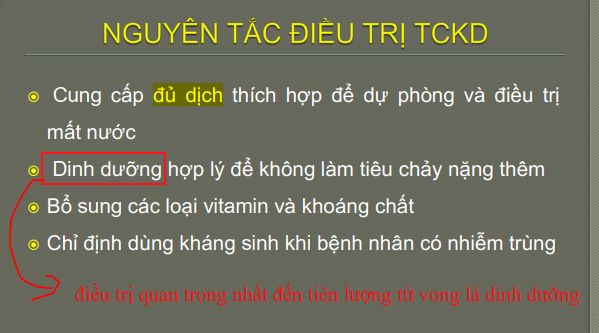 NGUYÊN TẮC ĐIỀU TRỊ TCKD
Cung cấp đủ dịch thích hợp để dự phòng và điều trị
mất nước
Dinh dưỡng hợp lý để không làm tiêu chảy nặng thêm
Bổ sung các loại vitamin và khoáng chất
Chỉ định dùng kháng sinh khi bệnh nhân có nhiễm trùng
điều trị quan trong nhất đến tiên lượng tử vong là dinh dưỡng